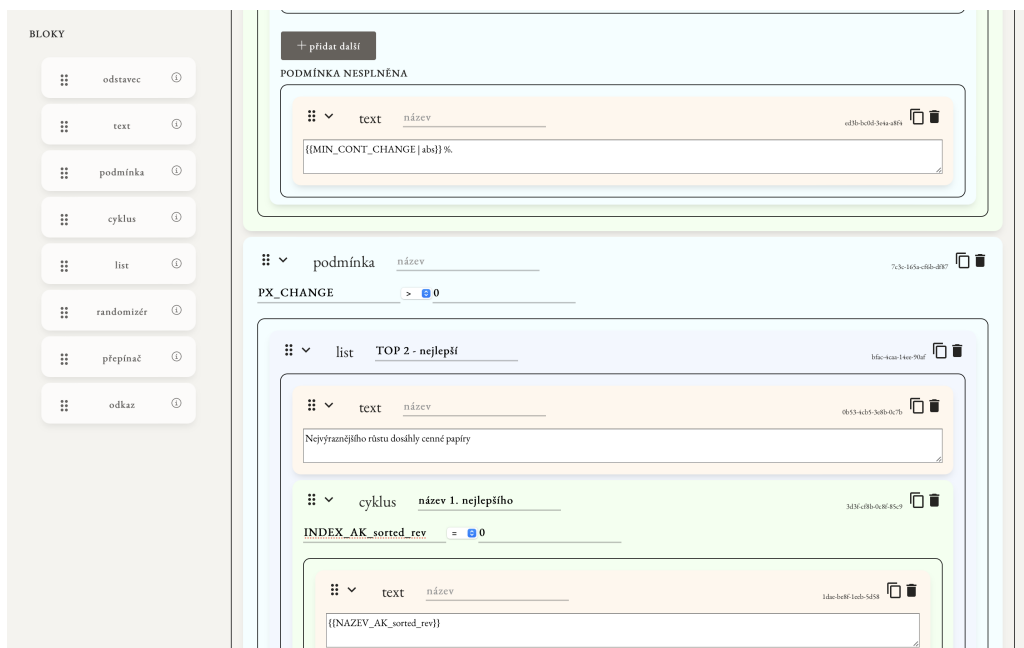 BLOKY
odstavec
text
podmínka
cyklus
list
randomizér
přepínač
odkaz
+ přidat další
PODMÍNKA NESPLNĚNA
text název
ed3b-bc0d-3e4a-a8f4
{{MIN_CONT_CHANGE | abs}} %.
podmínka název
7c3c-165a-cf6b-df87
PX_CHANGE > 0
list TOP 2 - nejlepší
bfac-4caa-14ee-90af
text název
0b53-4cb5-3e8b-0c7b
Nejvýraznějšího růstu dosáhly cenné papíry
cyklus název 1. nejlepšího
3d3f-cf8b-0c8f-85c9
INDEX_AK_sorted_rev = 0
text název
1dae-be8f-1eeb-5d58
{{NAZEV_AK_sorted_rev}}